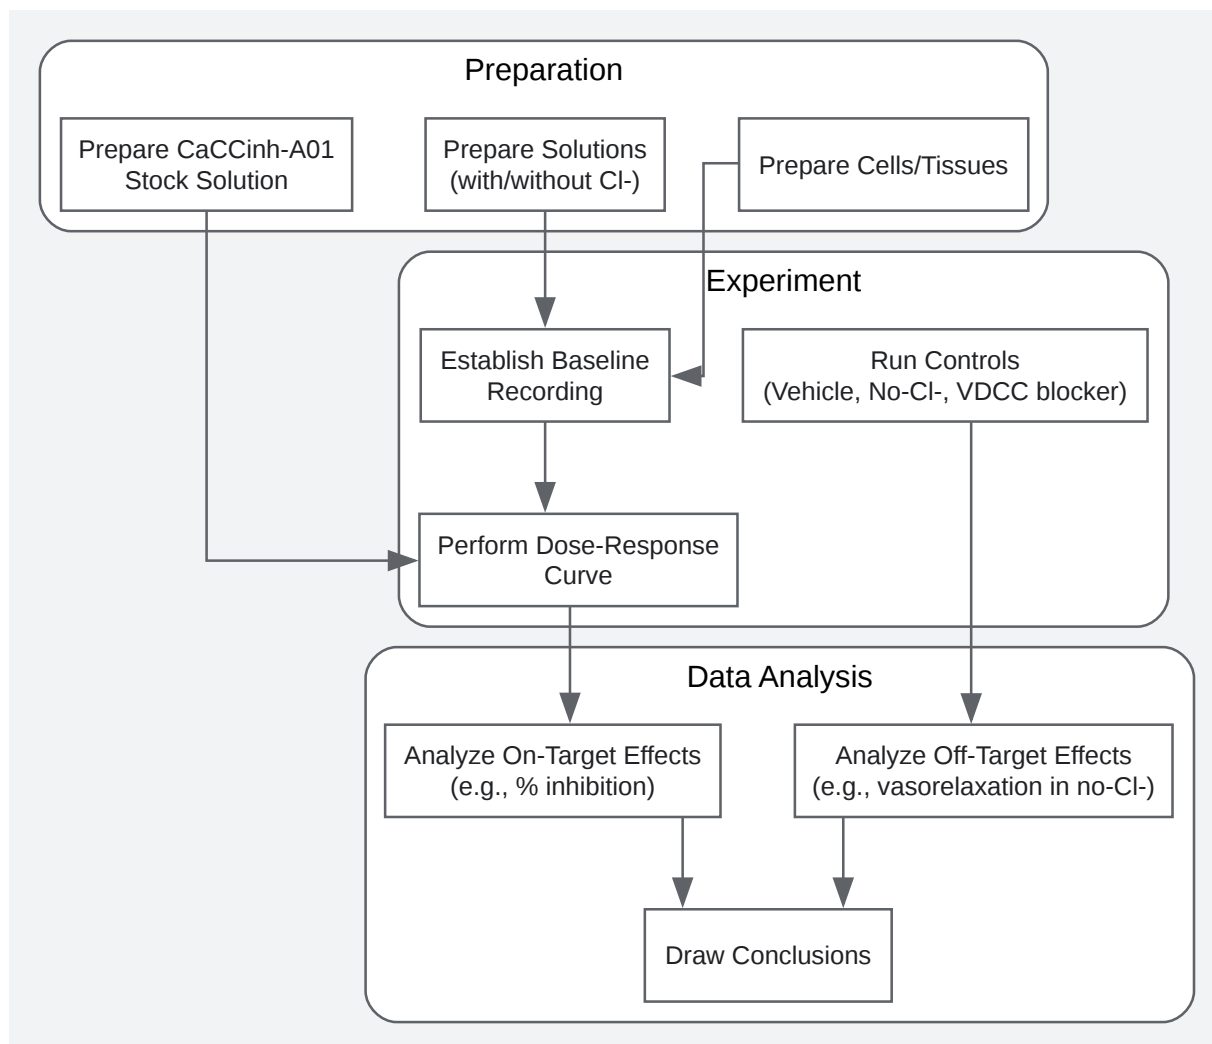 Preparation
Prepare CaCCinh-A01
Stock Solution
Prepare Solutions
(with/without Cl-)
Prepare Cells/Tissues
Experiment
Establish Baseline
Recording
Run Controls
(Vehicle, No-Cl-, VDCC blocker)
Perform Dose-Response
Curve
Data Analysis
Analyze On-Target Effects
(e.g., % inhibition)
Analyze Off-Target Effects
(e.g., vasorelaxation in no-Cl-)
Draw Conclusions